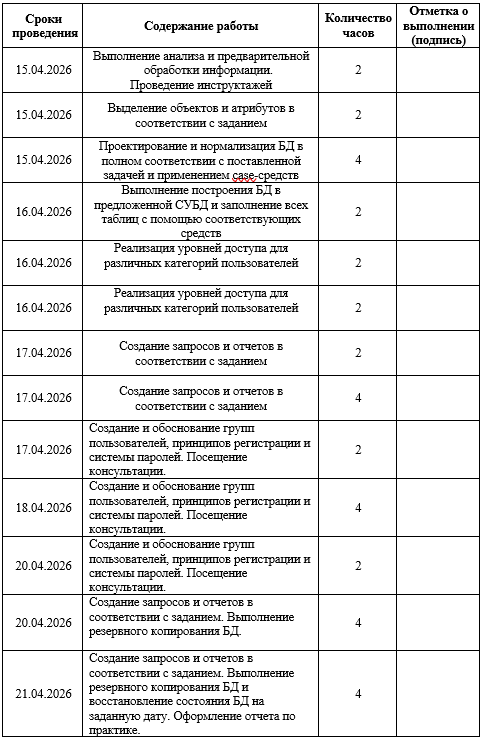 Сроки проведения
Содержание работы
Количество часов
Отметка о выполнении (подпись)
15.04.2026
Выполнение анализа и предварительной
обработки информации.
Проведение инструктажей
2
15.04.2026
Выделение объектов и атрибутов в
соответствии с заданием
2
15.04.2026
Проектирование и нормализация БД в
полном соответствии с поставленной
задачей и применением case-средств
4
16.04.2026
Выполнение построения БД в
предложенной СУБД и заполнение всех
таблиц с помощью соответствующих
средств
2
16.04.2026
Реализация уровней доступа для
различных категорий пользователей
2
16.04.2026
Реализация уровней доступа для
различных категорий пользователей
2
17.04.2026
Создание запросов и отчетов в
соответствии с заданием
2
17.04.2026
Создание запросов и отчетов в
соответствии с заданием
4
17.04.2026
Создание и обоснование групп
пользователей, принципов регистрации и
системы паролей. Посещение
консультации.
2
18.04.2026
Создание и обоснование групп
пользователей, принципов регистрации и
системы паролей. Посещение
консультации.
4
20.04.2026
Создание и обоснование групп
пользователей, принципов регистрации и
системы паролей. Посещение
консультации.
2
20.04.2026
Создание запросов и отчетов в
соответствии с заданием. Выполнение
резервного копирования БД.
4
21.04.2026
Создание запросов и отчетов в
соответствии с заданием. Выполнение
резервного копирования БД и
восстановление состояния БД на
заданную дату. Оформление отчета по
практике.
4